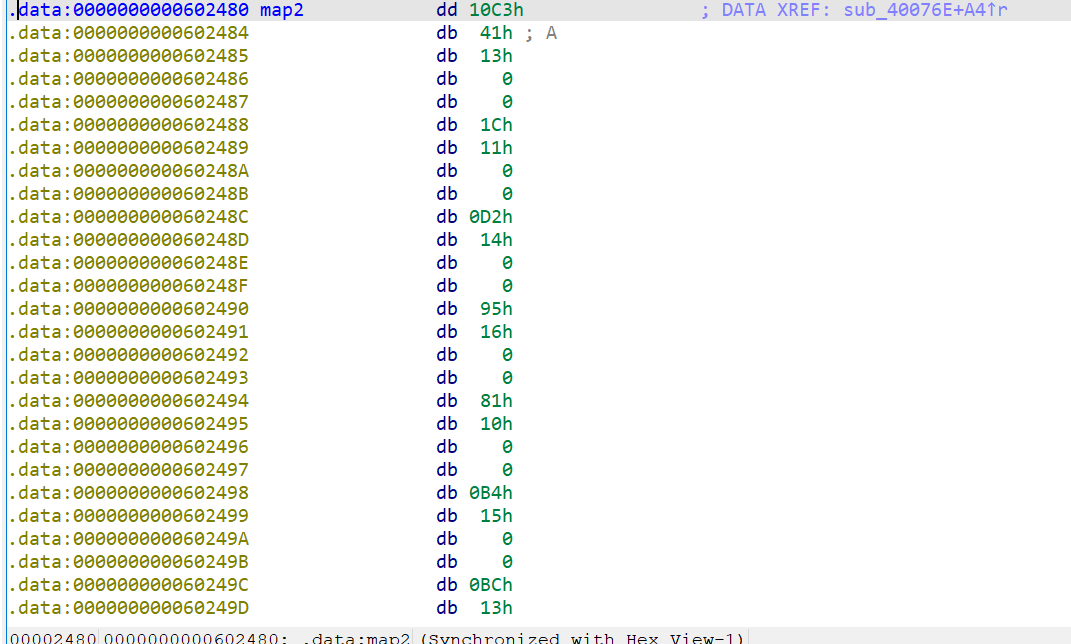 .data:0000000000602480 map2 dd 10C3h ; DATA XREF: sub_40076E+A4↑r
.data:0000000000602484 db 41h ; A
.data:0000000000602485 db 13h
.data:0000000000602486 db 0
.data:0000000000602487 db 0
.data:0000000000602488 db 1Ch
.data:0000000000602489 db 11h
.data:000000000060248A db 0
.data:000000000060248B db 0
.data:000000000060248C db 0D2h
.data:000000000060248D db 14h
.data:000000000060248E db 0
.data:000000000060248F db 0
.data:0000000000602490 db 95h
.data:0000000000602491 db 16h
.data:0000000000602492 db 0
.data:0000000000602493 db 0
.data:0000000000602494 db 81h
.data:0000000000602495 db 10h
.data:0000000000602496 db 0
.data:0000000000602497 db 0
.data:0000000000602498 db 0B4h
.data:0000000000602499 db 15h
.data:000000000060249A db 0
.data:000000000060249B db 0
.data:000000000060249C db 0BCh
.data:000000000060249D db 13h
00002480 0000000000602480: .data:map2 (Synchronized with Hex View-1)